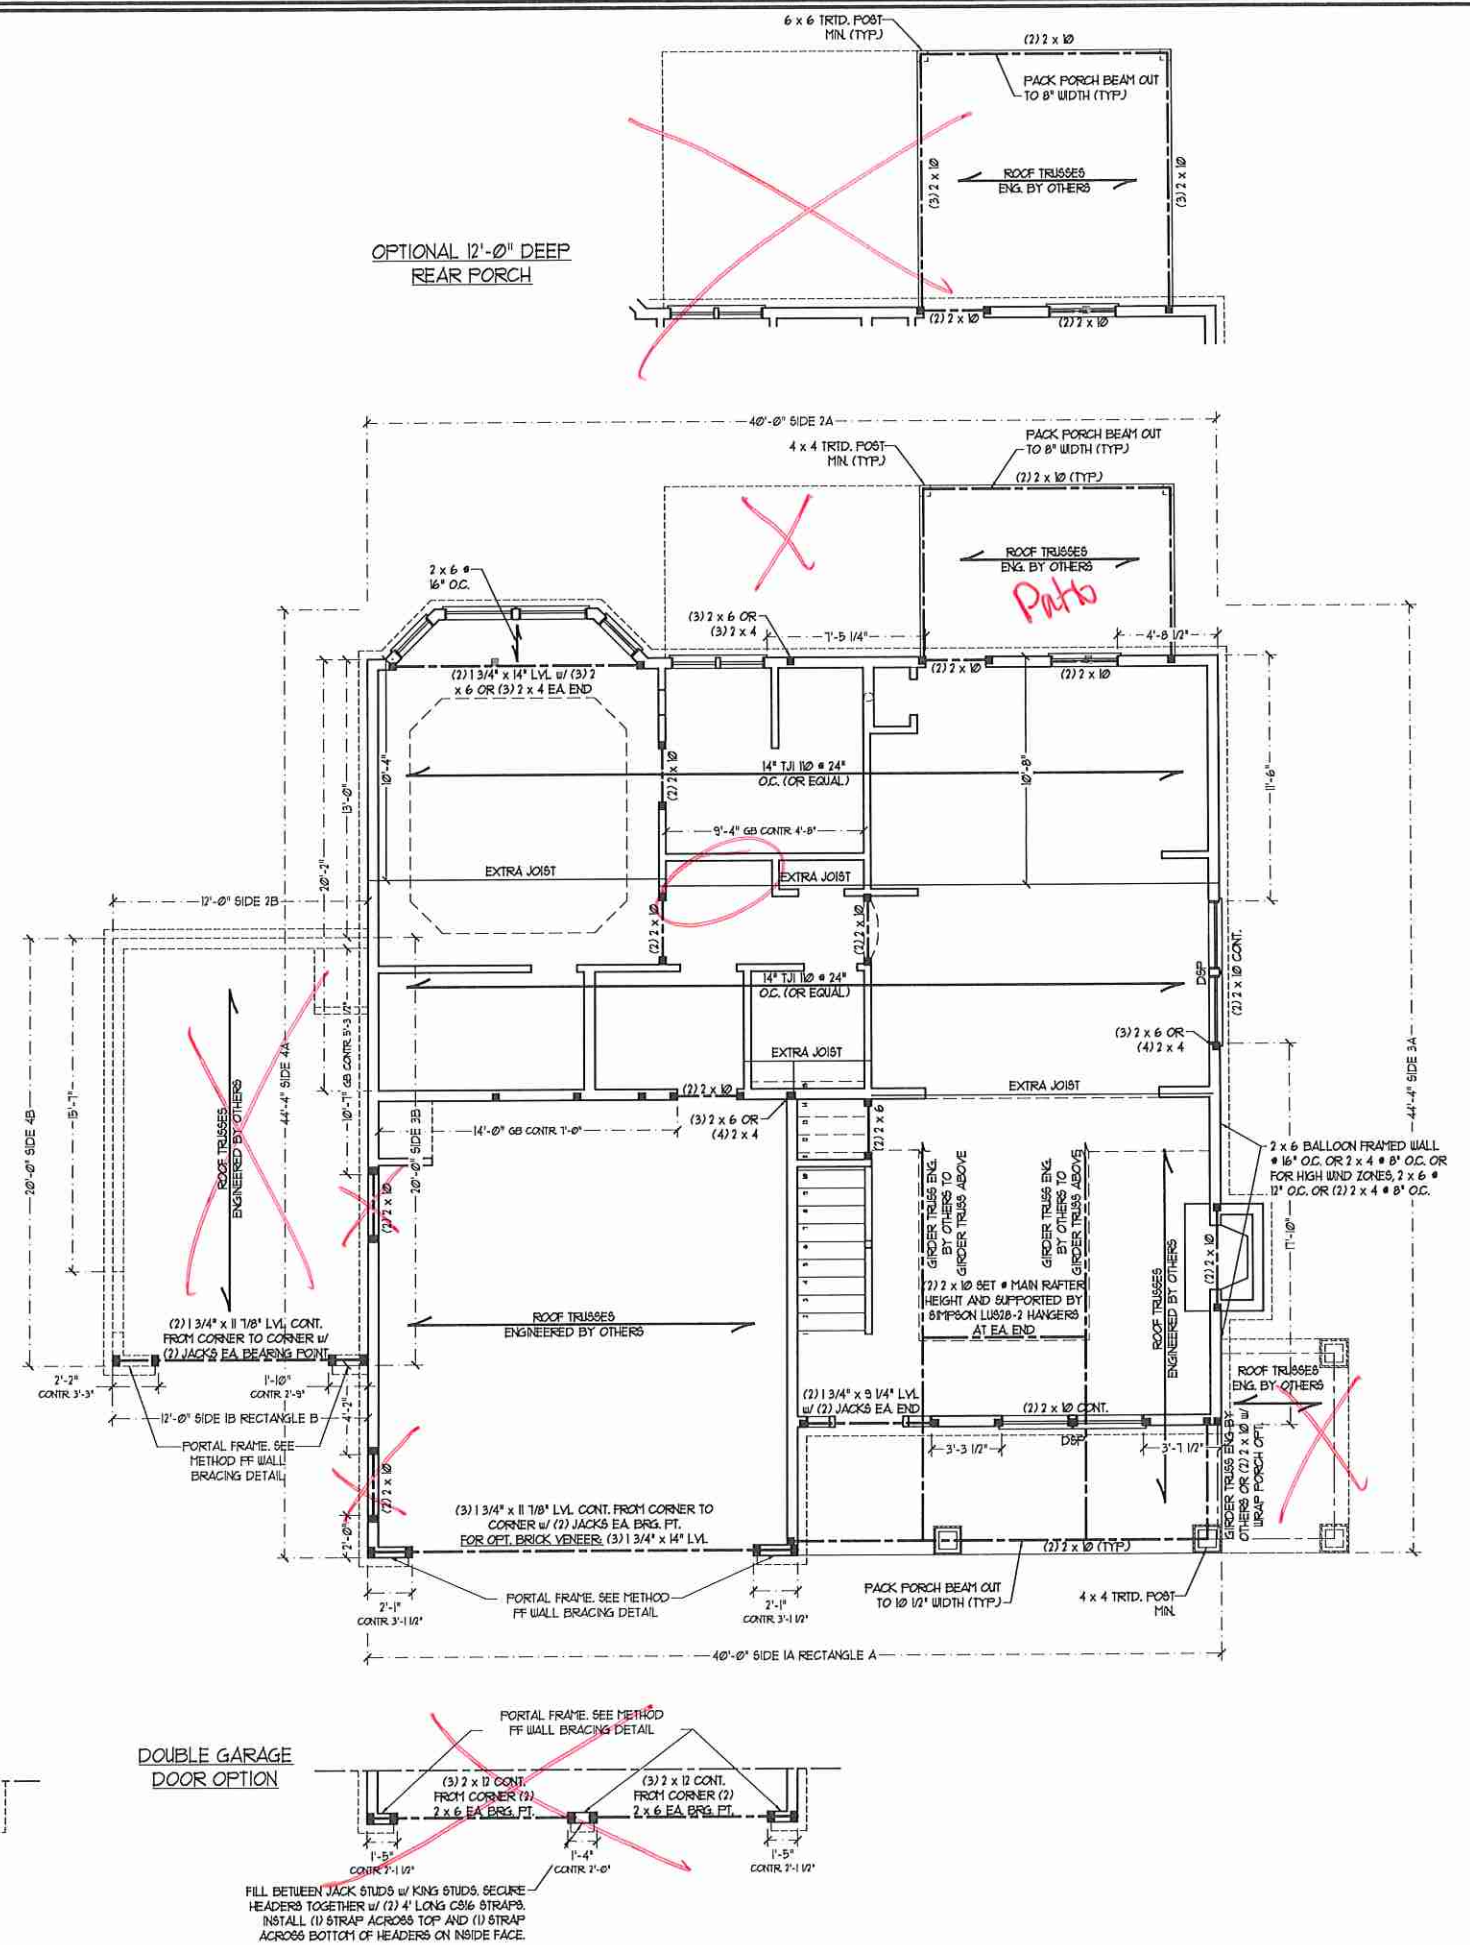 6 x 6 TRTD. POST
MIN. (TYP.)
(2) 2 x 10
PACK PORCH BEAM OUT
TO 8" WIDTH (TYP.)
(3) 2 x 10
ROOF TRUSSES
ENG. BY OTHERS
(3) 2 x 10
OPTIONAL 12'-0" DEEP
REAR PORCH
(2) 2 x 10
(2) 2 x 10
40'-0" SIDE 2A
4 x 4 TRTD. POST
MIN. (TYP.)
PACK PORCH BEAM OUT
TO 8" WIDTH (TYP.)
(2) 2 x 10 (TYP.)
ROOF TRUSSES
ENG. BY OTHERS
Patio
2 x 6 @
16" O.C.
(3) 2 x 6 OR
(3) 2 x 4
7'-5 1/4"
4'-8 1/2"
(2) 1 3/4" x 14" LVL w/ (3) 2
x 6 OR (3) 2 x 4 EA. END
(2) 2 x 10
(2) 2 x 10
10'-4"
13'-0"
20'-2"
(2) 2 x 10
14" TJI 110 @ 24"
O.C. (OR EQUAL)
10'-8"
11'-6"
9'-4" GB CONTR. 4'-8"
EXTRA JOIST
EXTRA JOIST
12'-0" SIDE 2B
(2) 2 x 10
(2) 2 x 10
DSP
(2) 2 x 10 CONT.
14" TJI 110 @ 24"
O.C. (OR EQUAL)
(3) 2 x 6 OR
(4) 2 x 4
EXTRA JOIST
EXTRA JOIST
20'-0" SIDE 4B
15'-7"
ROOF TRUSSES
ENGINEERED BY OTHERS
44'-4" SIDE 4A
10'-7" GB CONTR. 5'-3 1/2"
20'-0" SIDE 3B
(2) 2 x 10
(3) 2 x 6 OR
(4) 2 x 4
14'-0" GB CONTR. 7'-0"
(2) 2 x 6
44'-4" SIDE 3A
2 x 6 BALLOON FRAMED WALL
@ 16" O.C. OR 2 x 4 @ 8" O.C. OR
FOR HIGH WIND ZONES, 2 x 6 @
12" O.C. OR (2) 2 x 4 @ 8" O.C.
(2) 2 x 10
GIRDER TRUSS ENG.
BY OTHERS TO
GIRDER TRUSS ABOVE
GIRDER TRUSS ENG.
BY OTHERS TO
GIRDER TRUSS ABOVE
17'-10"
(2) 2 x 10
ROOF TRUSSES
ENGINEERED BY OTHERS
(2) 2 x 10 SET @ MAIN RAFTER
HEIGHT AND SUPPORTED BY
SIMPSON LUS28-2 HANGERS
AT EA. END
ROOF TRUSSES
ENGINEERED BY OTHERS
(2) 1 3/4" x 11 7/8" LVL CONT.
FROM CORNER TO CORNER w/
(2) JACKS EA. BEARING POINT
2'-2"
CONTR. 3'-3"
1'-10"
CONTR. 2'-9"
4'-2"
12'-0" SIDE 1B RECTANGLE B
PORTAL FRAME. SEE
METHOD PF WALL
BRACING DETAIL
(2) 2 x 10
2'-0"
ROOF TRUSSES
ENG. BY OTHERS
(2) 1 3/4" x 9 1/4" LVL
w/ (2) JACKS EA. END
(2) 2 x 10 CONT.
3'-3 1/2"
DSP
3'-7 1/2"
GIRDER TRUSS ENG. BY
OTHERS OR (2) 2 x 10 w/
WRAP PORCH OPT.
(3) 1 3/4" x 11 7/8" LVL CONT. FROM CORNER TO
CORNER w/ (2) JACKS EA. BRG. PT.
FOR OPT. BRICK VENEER: (3) 1 3/4" x 14" LVL
(2) 2 x 10 (TYP.)
2'-1"
CONTR. 3'-1 1/2"
PORTAL FRAME. SEE METHOD
PF WALL BRACING DETAIL
2'-1"
CONTR. 3'-1 1/2"
PACK PORCH BEAM OUT
TO 10 1/2" WIDTH (TYP.)
4 x 4 TRTD. POST
MIN.
40'-0" SIDE 1A RECTANGLE A
PORTAL FRAME. SEE METHOD
PF WALL BRACING DETAIL
DOUBLE GARAGE
DOOR OPTION
(3) 2 x 12 CONT.
FROM CORNER (2)
2 x 6 EA. BRG. PT.
(3) 2 x 12 CONT.
FROM CORNER (2)
2 x 6 EA. BRG. PT.
1'-5"
CONTR. 2'-1 1/2"
1'-4"
CONTR. 2'-0"
1'-5"
CONTR. 2'-1 1/2"
FILL BETWEEN JACK STUDS w/ KING STUDS. SECURE
HEADERS TOGETHER w/ (2) 4' LONG CS16 STRAPS.
INSTALL (1) STRAP ACROSS TOP AND (1) STRAP
ACROSS BOTTOM OF HEADERS ON INSIDE FACE.